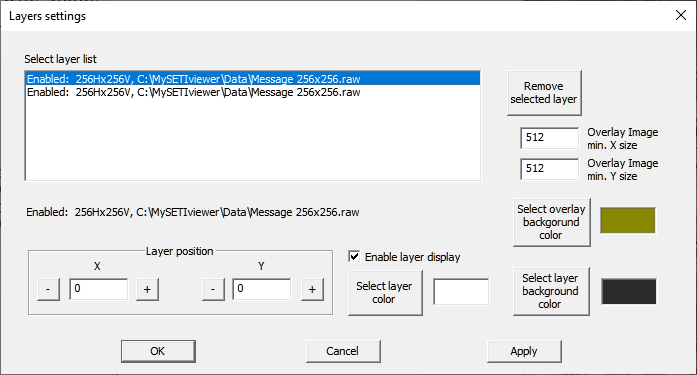 Layers settings
Select layer list
Enabled:  256Hx256V, C:\MySETIviewer\Data\Message 256x256.raw
Enabled:  256Hx256V, C:\MySETIviewer\Data\Message 256x256.raw
Remove
selected layer
512
Overlay Image
min. X size
512
Overlay Image
min. Y size
Enabled:  256Hx256V, C:\MySETIviewer\Data\Message 256x256.raw
Select overlay
backgorund
color
Layer position
X
Y
-
0
+
-
0
+
Enable layer display
Select layer
color
Select layer
background
color
OK
Cancel
Apply